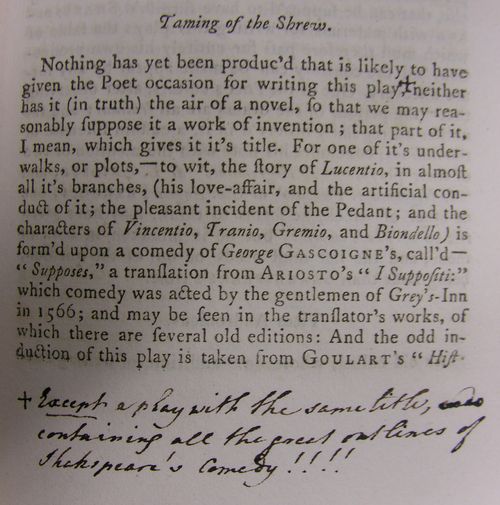 Taming of the Shrew.
Nothing has yet been produc'd that is likely to have
given the Poet occasion for writing this play,+neither
has it (in truth) the air of a novel, ſo that we may rea-
ſonably ſuppoſe it a work of invention; that part of it,
I mean, which gives it it's title. For one of it's under-
walks, or plots,—to wit, the ſtory of Lucentio, in almoſt
all it's branches, (his love-affair, and the artificial con-
duct of it; the pleaſant incident of the Pedant; and the
characters of Vincentio, Tranio, Gremio, and Biondello) is
form'd upon a comedy of George GASCOIGNE's, call'd—
"Suppoſes," a tranſlation from ARIOSTO's "I Suppoſiti:"
which comedy was acted by the gentlemen of Grey's-Inn
in 1566; and may be ſeen in the tranſlator's works, of
which there are ſeveral old editions: And the odd in-
duction of this play is taken from GOULART's "Hiſt-
+ Except a play with the same title,
containing all the great outlines of
Shakspeare's Comedy!!!!